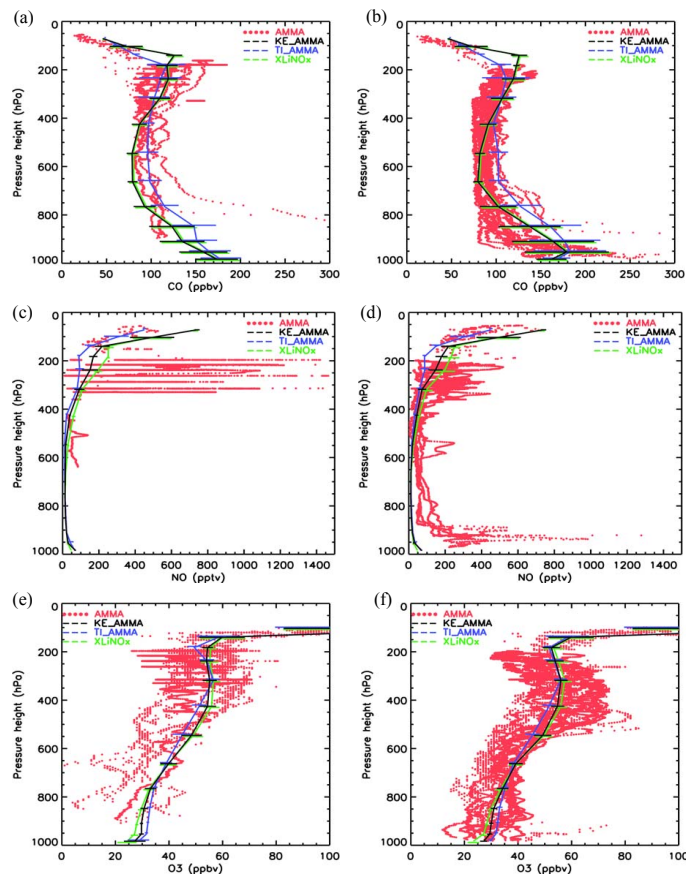 (a)
AMMA
KE_AMMA
TI_AMMA
XLiNOx
0
200
400
600
800
1000
Pressure height (hPa)
0 50 100 150 200 250 300
CO (ppbv)
(b)
AMMA
KE_AMMA
TI_AMMA
XLiNOx
0
200
400
600
800
1000
Pressure height (hPa)
0 50 100 150 200 250 300
CO (ppbv)
(c)
AMMA
KE_AMMA
TI_AMMA
XLiNOx
0
200
400
600
800
1000
Pressure height (hPa)
0 200 400 600 800 1000 1200 1400
NO (pptv)
(d)
AMMA
KE_AMMA
TI_AMMA
XLiNOx
0
200
400
600
800
1000
Pressure height (hPa)
0 200 400 600 800 1000 1200 1400
NO (pptv)
(e)
AMMA
KE_AMMA
TI_AMMA
XLiNOx
0
200
400
600
800
1000
Pressure height (hPa)
0 20 40 60 80 100
O3 (ppbv)
(f)
AMMA
KE_AMMA
TI_AMMA
XLiNOx
0
200
400
600
800
1000
Pressure height (hPa)
0 20 40 60 80 100
O3 (ppbv)